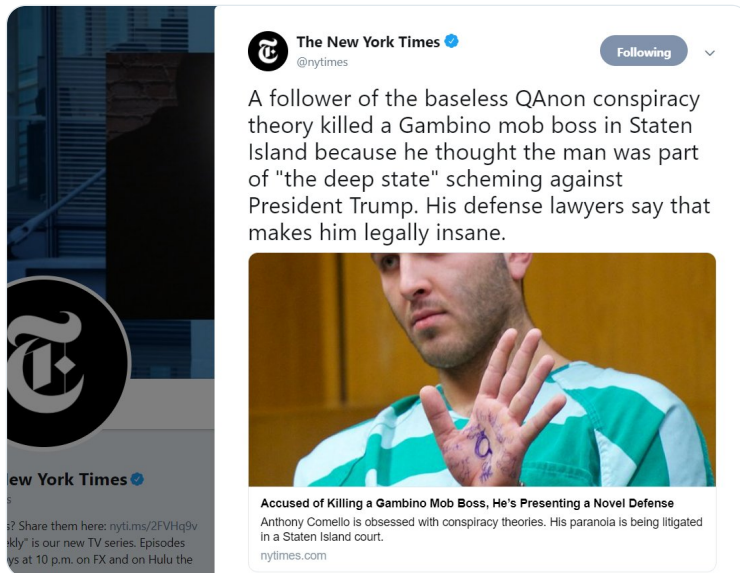 The New York Times
@nytimes
Following
A follower of the baseless QAnon conspiracy
theory killed a Gambino mob boss in Staten
Island because he thought the man was part
of "the deep state" scheming against
President Trump. His defense lawyers say that
makes him legally insane.
Accused of Killing a Gambino Mob Boss, He's Presenting a Novel Defense
Anthony Comello is obsessed with conspiracy theories. His paranoia is being litigated
in a Staten Island court.
nytimes.com
ew York Times
s
s? Share them here: nyti.ms/2FVHq9v
ekly" is our new TV series. Episodes
ys at 10 p.m. on FX and on Hulu the